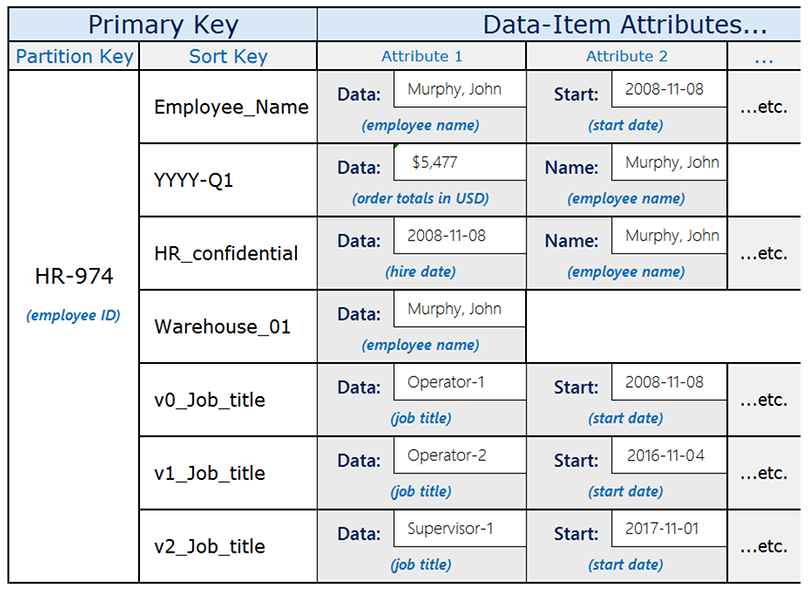 Primary Key Data-Item Attributes...
Partition Key Sort Key Attribute 1 Attribute 2 ...
Employee_Name Data: Murphy, John Start: 2008-11-08 ...etc.
(employee name) (start date)
YYYY-Q1 Data: $5,477 Name: Murphy, John
(order totals in USD) (employee name)
HR_confidential Data: 2008-11-08 Name: Murphy, John ...etc.
(hire date) (employee name)
HR-974
(employee ID)
Warehouse_01 Data: Murphy, John
(employee name)
v0_Job_title Data: Operator-1 Start: 2008-11-08 ...etc.
(job title) (start date)
v1_Job_title Data: Operator-2 Start: 2016-11-04 ...etc.
(job title) (start date)
v2_Job_title Data: Supervisor-1 Start: 2017-11-01 ...etc.
(job title) (start date)